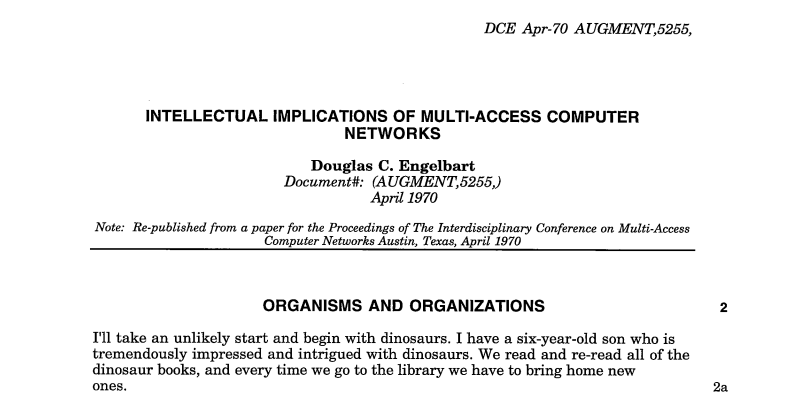 DCE Apr-70 AUGMENT,5255,
INTELLECTUAL IMPLICATIONS OF MULTI-ACCESS COMPUTER
NETWORKS
Douglas C. Engelbart
Document#: (AUGMENT,5255,)
April 1970
Note: Re-published from a paper for the Proceedings of The Interdisciplinary Conference on Multi-Access
Computer Networks Austin, Texas, April 1970
ORGANISMS AND ORGANIZATIONS 2
I'll take an unlikely start and begin with dinosaurs. I have a six-year-old son who is
tremendously impressed and intrigued with dinosaurs. We read and re-read all of the
dinosaur books, and every time we go to the library we have to bring home new
ones. 2a